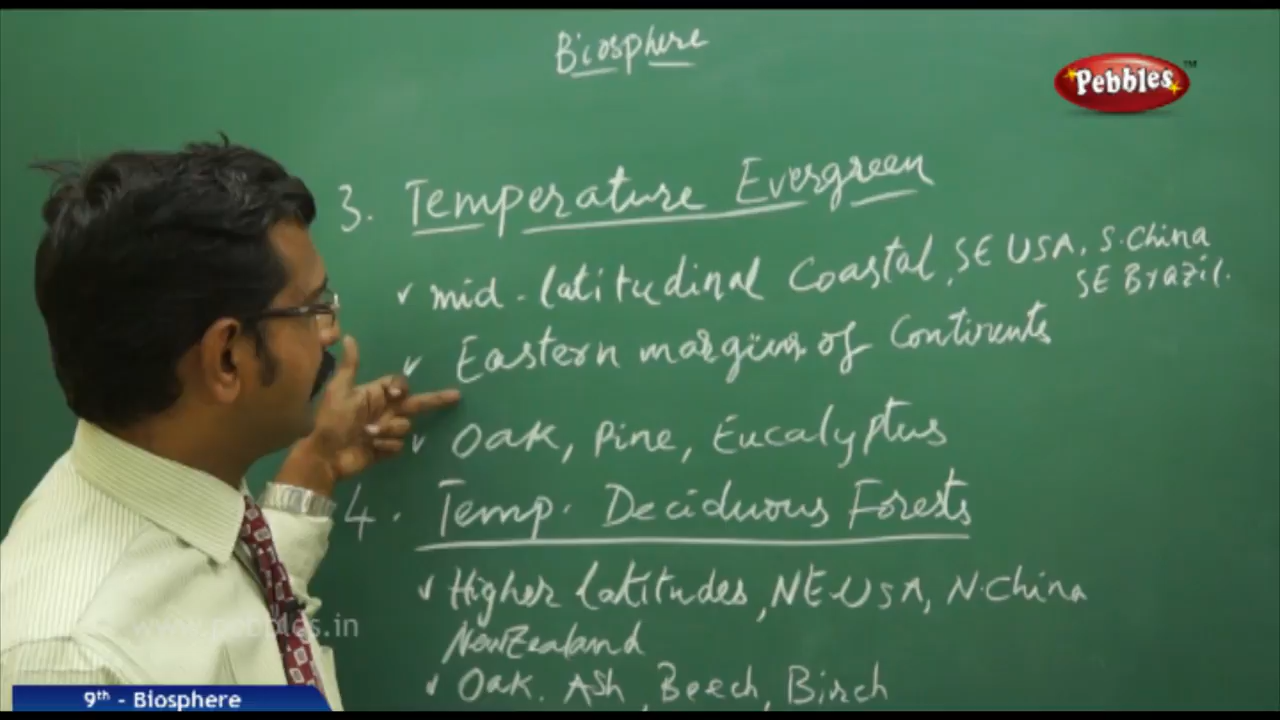 Biosphere
Pebbles™
3. Temperature Evergreen
✓ mid-latitudinal Coastal, SE USA, S.China
SE Brazil.
✓ Eastern margins of Continents
✓ Oak, Pine, Eucalyptus
4. Temp. Deciduous Forests
✓ Higher latitudes, NE-USA, N.China
NewZealand
✓ Oak. Ash, Beech, Birch
www.pebbles.in
9th - Biosphere